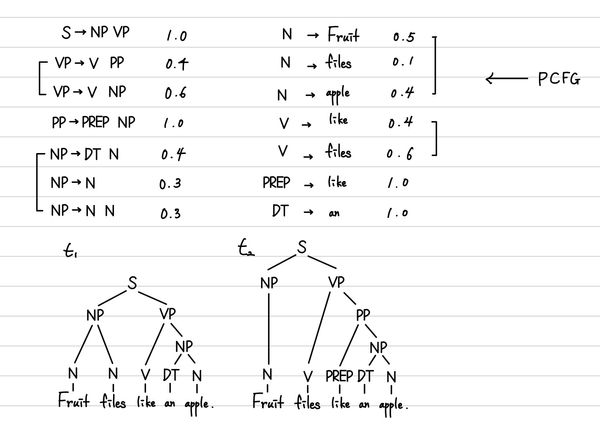 S → NP VP 1.0 N → Fruit 0.5
VP → V PP 0.4 N → files 0.1
VP → V NP 0.6 N → apple 0.4 ← PCFG
PP → PREP NP 1.0 V → like 0.4
NP → DT N 0.4 V → files 0.6
NP → N 0.3 PREP → like 1.0
NP → N N 0.3 DT → an 1.0
t₁ t₂ S
S NP VP
NP VP PP
NP NP
N N V DT N N V PREP DT N
Fruit files like an apple. Fruit files like an apple.